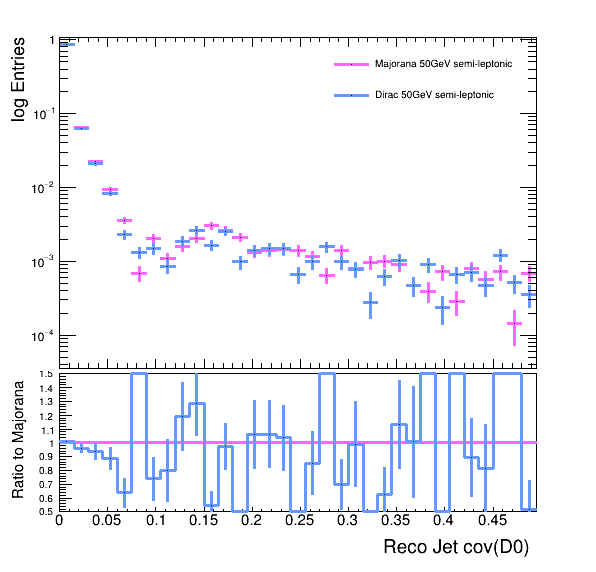 log Entries
1
10⁻¹
10⁻²
10⁻³
10⁻⁴
Majorana 50GeV semi-leptonic
Dirac 50GeV semi-leptonic
Ratio to Majorana
1.5
1.4
1.3
1.2
1.1
1
0.9
0.8
0.7
0.6
0.5
0 0.05 0.1 0.15 0.2 0.25 0.3 0.35 0.4 0.45
Reco Jet cov(D0)